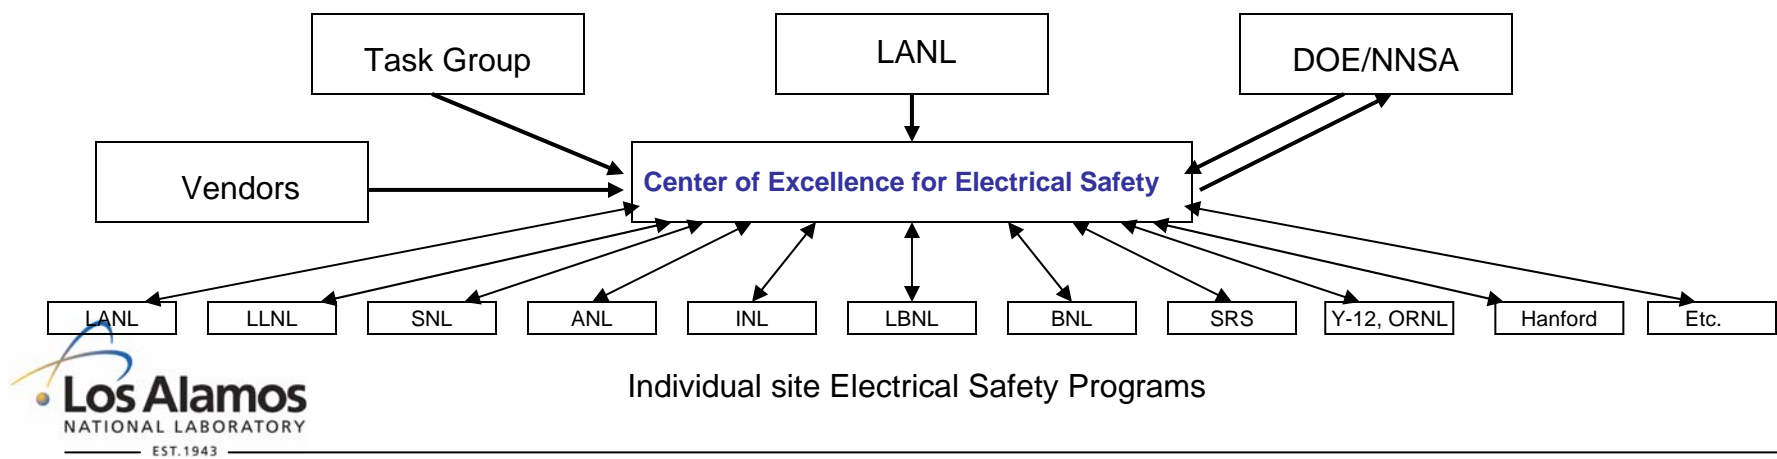 Task Group
LANL
DOE/NNSA
Vendors
Center of Excellence for Electrical Safety
LANL
LLNL
SNL
ANL
INL
LBNL
BNL
SRS
Y-12, ORNL
Hanford
Etc.
Individual site Electrical Safety Programs
Los Alamos
NATIONAL LABORATORY
EST.1943